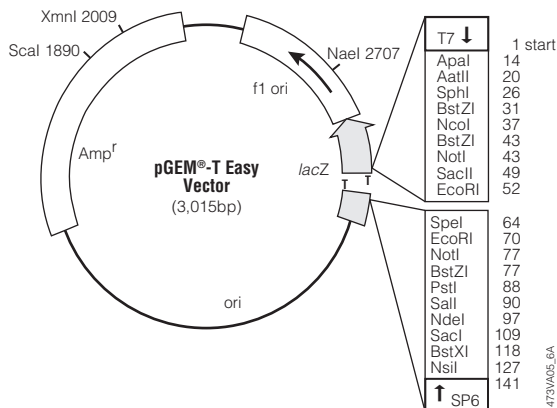 XmnI 2009
ScaI 1890
NaeI 2707
f1 ori
Ampʳ
pGEM®-T Easy
Vector
(3,015bp)
lacZ
T T
ori
T7 ↓ 1 start
ApaI 14
AatII 20
SphI 26
BstZI 31
NcoI 37
BstZI 43
NotI 43
SacII 49
EcoRI 52
SpeI 64
EcoRI 70
NotI 77
BstZI 77
PstI 88
SalI 90
NdeI 97
SacI 109
BstXI 118
NsiI 127
141
↑ SP6
1473VA05_6A